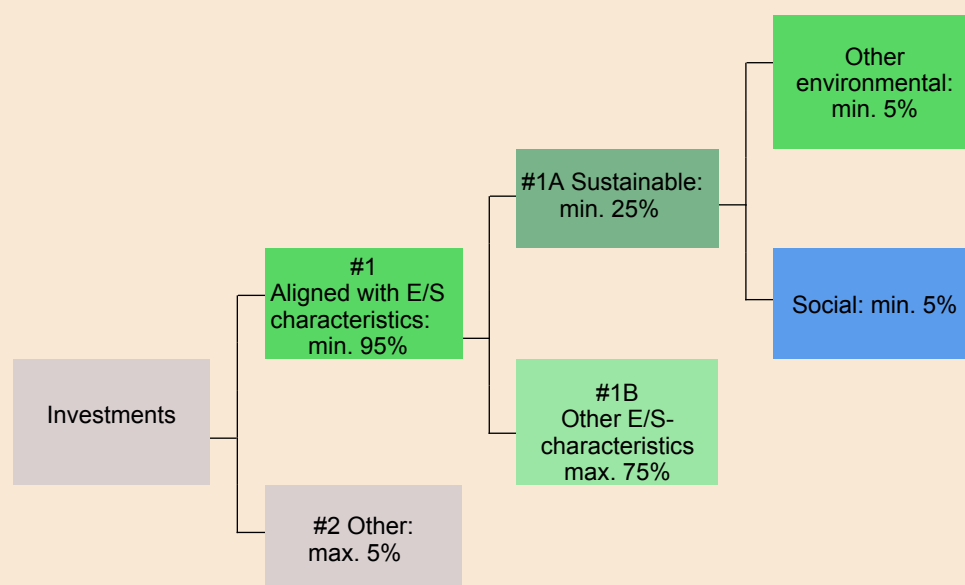 Investments
#1
Aligned with E/S
characteristics:
min. 95%
#2 Other:
max. 5%
#1A Sustainable:
min. 25%
#1B
Other E/S-
characteristics
max. 75%
Other
environmental:
min. 5%
Social: min. 5%